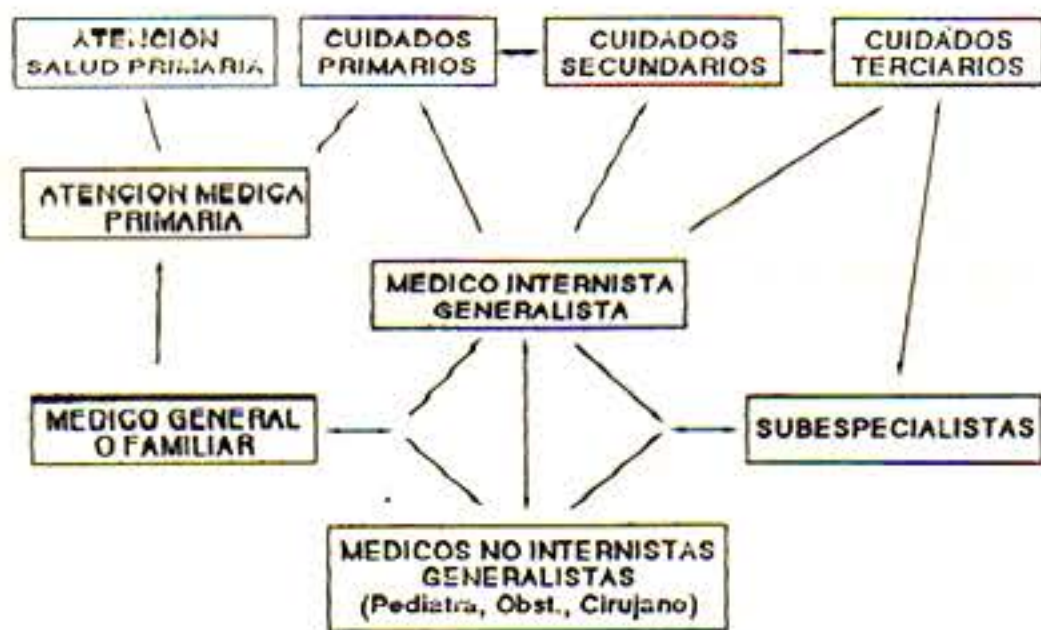 ATENCION
SALUD PRIMARIA
CUIDADOS
PRIMARIOS
CUIDADOS
SECUNDARIOS
CUIDADOS
TERCIARIOS
ATENCION MEDICA
PRIMARIA
MEDICO INTERNISTA
GENERALISTA
MEDICO GENERAL
O FAMILIAR
SUBESPECIALISTAS
MEDICOS NO INTERNISTAS
GENERALISTAS
(Pediatra, Obst., Cirujano)